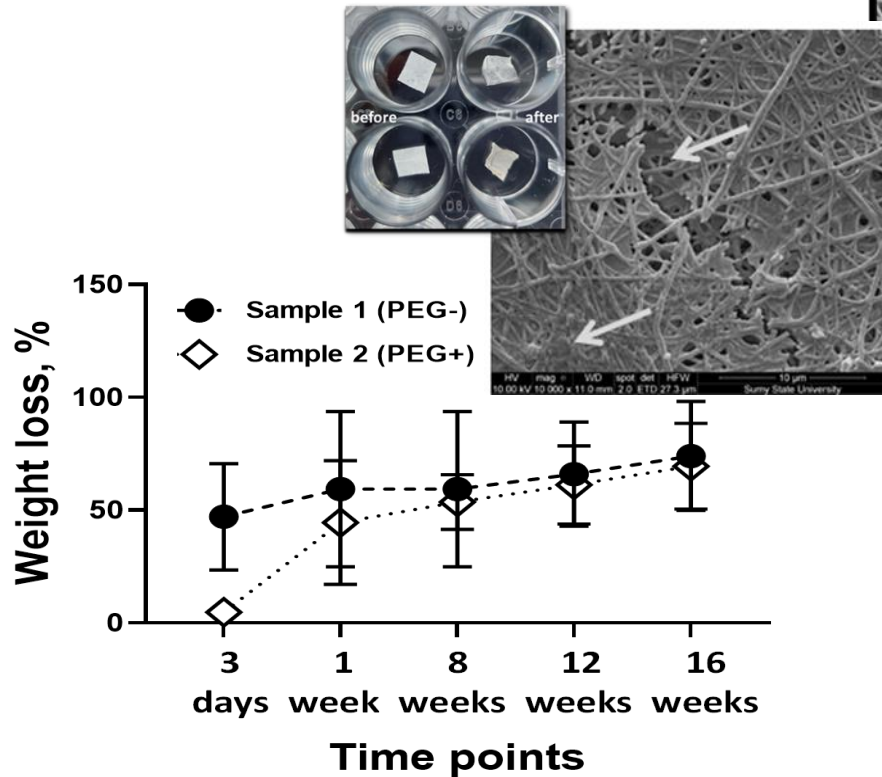 before
C6
after
D6
HV mag WD spot det HFW
10 µm
10.00 kV 10 000 x 11.0 mm 2.0 ETD 27.3 µm
Sumy State University
150
100
50
0
Weight loss, %
Sample 1 (PEG-)
Sample 2 (PEG+)
3 days
1 week
8 weeks
12 weeks
16 weeks
Time points